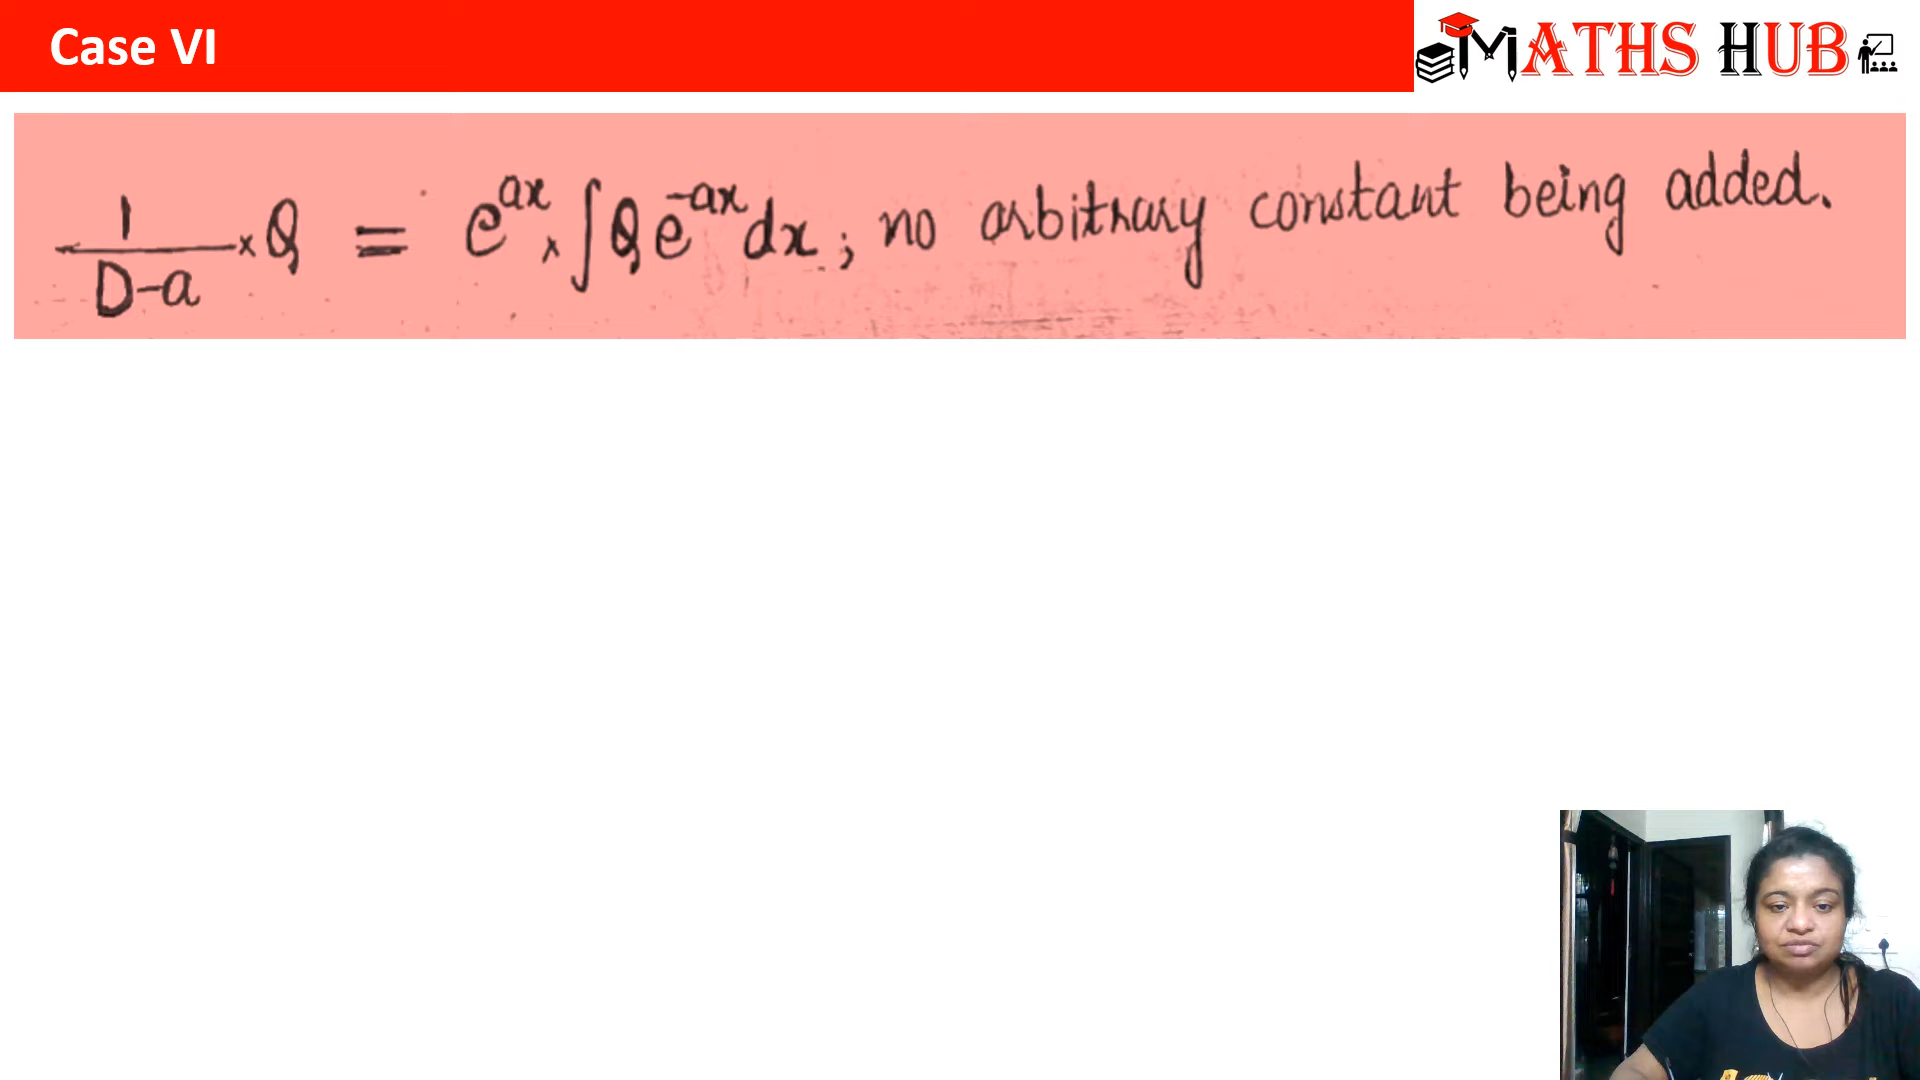 Case VI
MATHS HUB
1/(D-a) × Q = e^{ax} × ∫Q e^{-ax} dx ; no arbitrary constant being added.